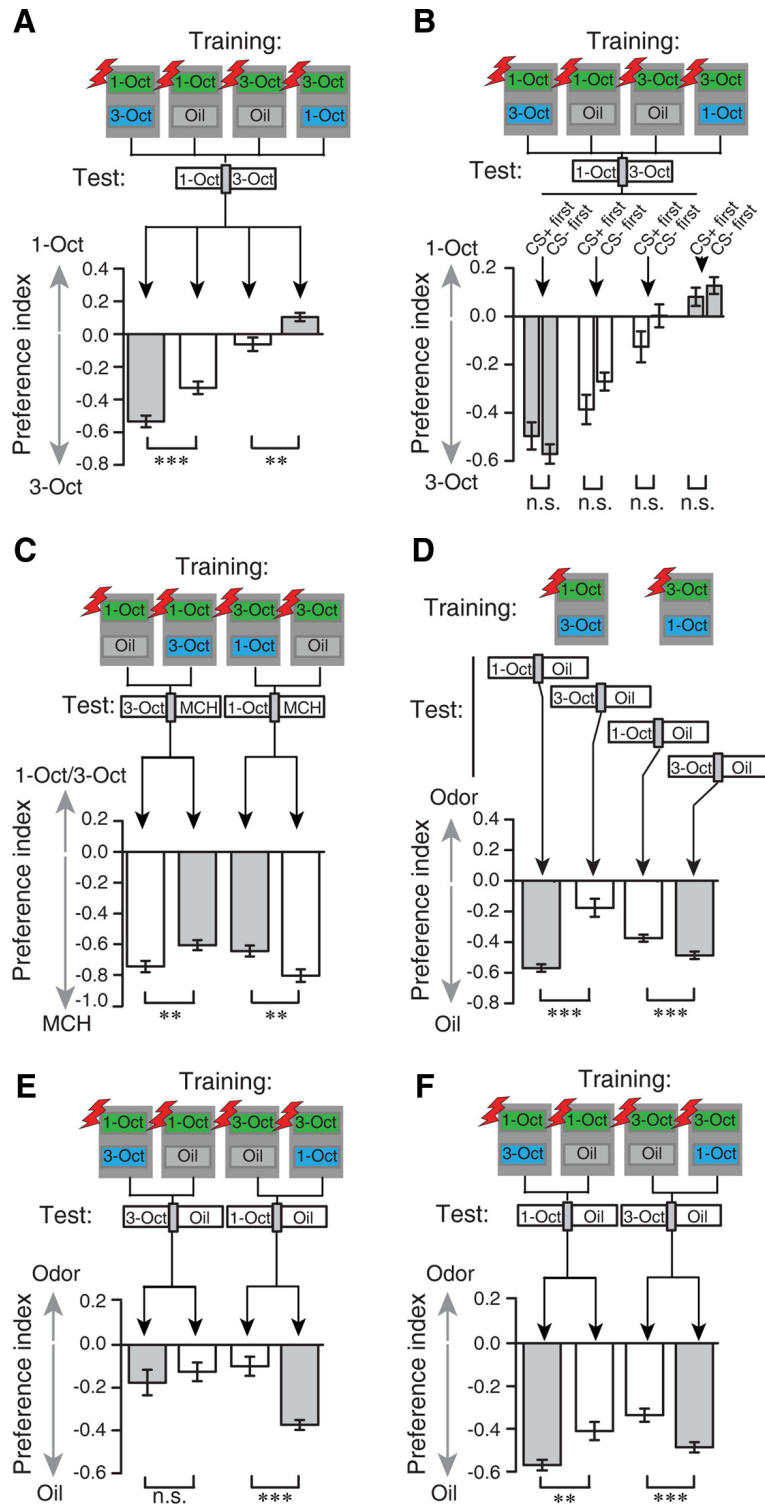 A
Training:
1-Oct 1-Oct 3-Oct 3-Oct
3-Oct Oil Oil 1-Oct
Test: 1-Oct 3-Oct
1-Oct
Preference index
0.4
0.2
0.0
-0.2
-0.4
-0.6
-0.8
3-Oct
*** **
B
Training:
1-Oct 1-Oct 3-Oct 3-Oct
3-Oct Oil Oil 1-Oct
Test: 1-Oct 3-Oct
CS+ first CS- first CS+ first CS- first CS+ first CS- first CS+ first CS- first
1-Oct
Preference index
0.2
0.0
-0.2
-0.4
-0.6
3-Oct
n.s. n.s. n.s. n.s.
C
Training:
1-Oct 1-Oct 3-Oct 3-Oct
Oil 3-Oct 1-Oct Oil
Test: 3-Oct MCH 1-Oct MCH
1-Oct/3-Oct
Preference index
0.2
0.0
-0.2
-0.4
-0.6
-0.8
-1.0
MCH
** **
D
Training:
1-Oct 3-Oct
3-Oct 1-Oct
Test:
1-Oct Oil
3-Oct Oil
1-Oct Oil
3-Oct Oil
Odor
Preference index
0.4
0.2
0.0
-0.2
-0.4
-0.6
-0.8
Oil
*** ***
E
Training:
1-Oct 1-Oct 3-Oct 3-Oct
3-Oct Oil Oil 1-Oct
Test: 3-Oct Oil 1-Oct Oil
Odor
Preference index
0.2
0.0
-0.2
-0.4
-0.6
Oil
n.s. ***
F
Training:
1-Oct 1-Oct 3-Oct 3-Oct
3-Oct Oil Oil 1-Oct
Test: 1-Oct Oil 3-Oct Oil
Odor
Preference index
0.2
0.0
-0.2
-0.4
-0.6
Oil
** ***